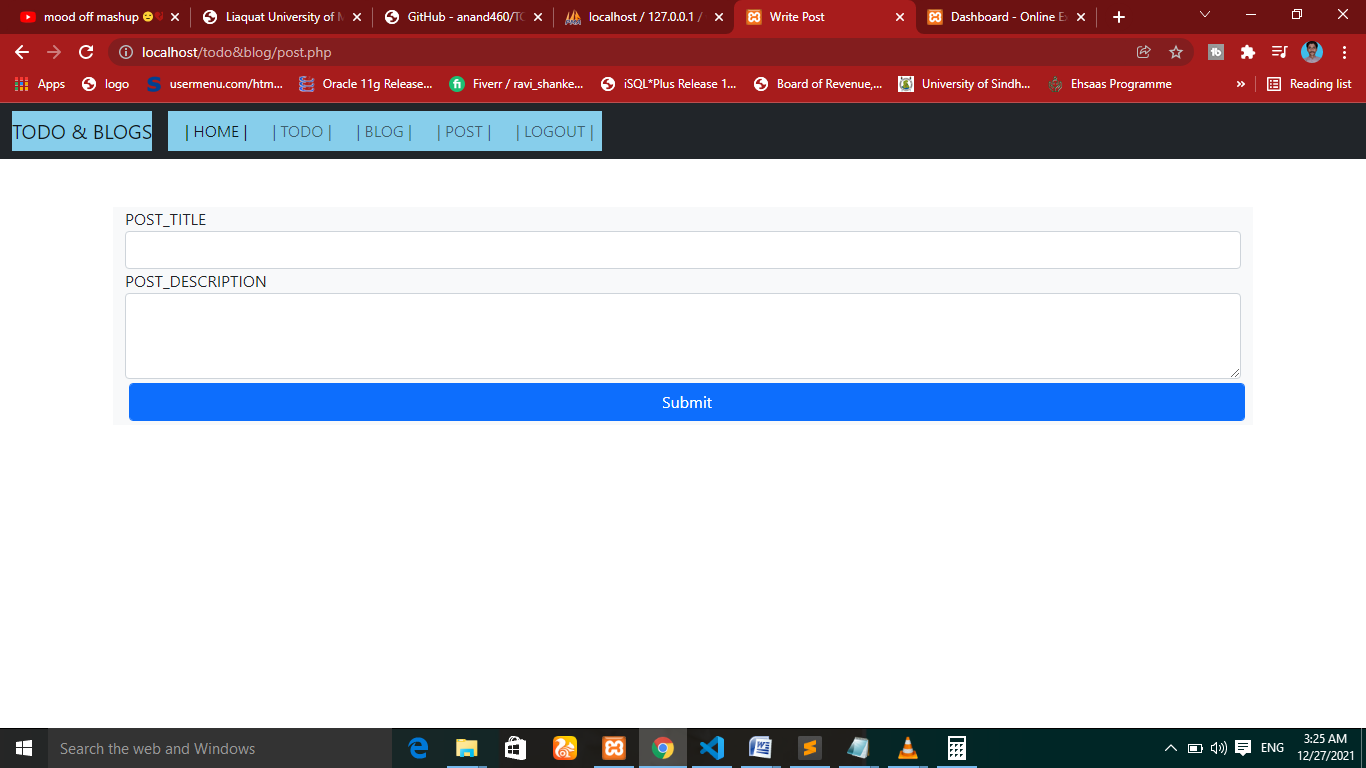 mood off mashup
Liaquat University of M
GitHub - anand460/TO
localhost / 127.0.0.1 /
Write Post
Dashboard - Online Ex
localhost/todo&blog/post.php
Apps
logo
usermenu.com/htm...
Oracle 11g Release...
Fiverr / ravi_shanke...
iSQL*Plus Release 1...
Board of Revenue,...
University of Sindh...
Ehsaas Programme
»
Reading list
TODO & BLOGS
| HOME |
| TODO |
| BLOG |
| POST |
| LOGOUT |
POST_TITLE
POST_DESCRIPTION
Submit
Search the web and Windows
ENG
3:25 AM
12/27/2021